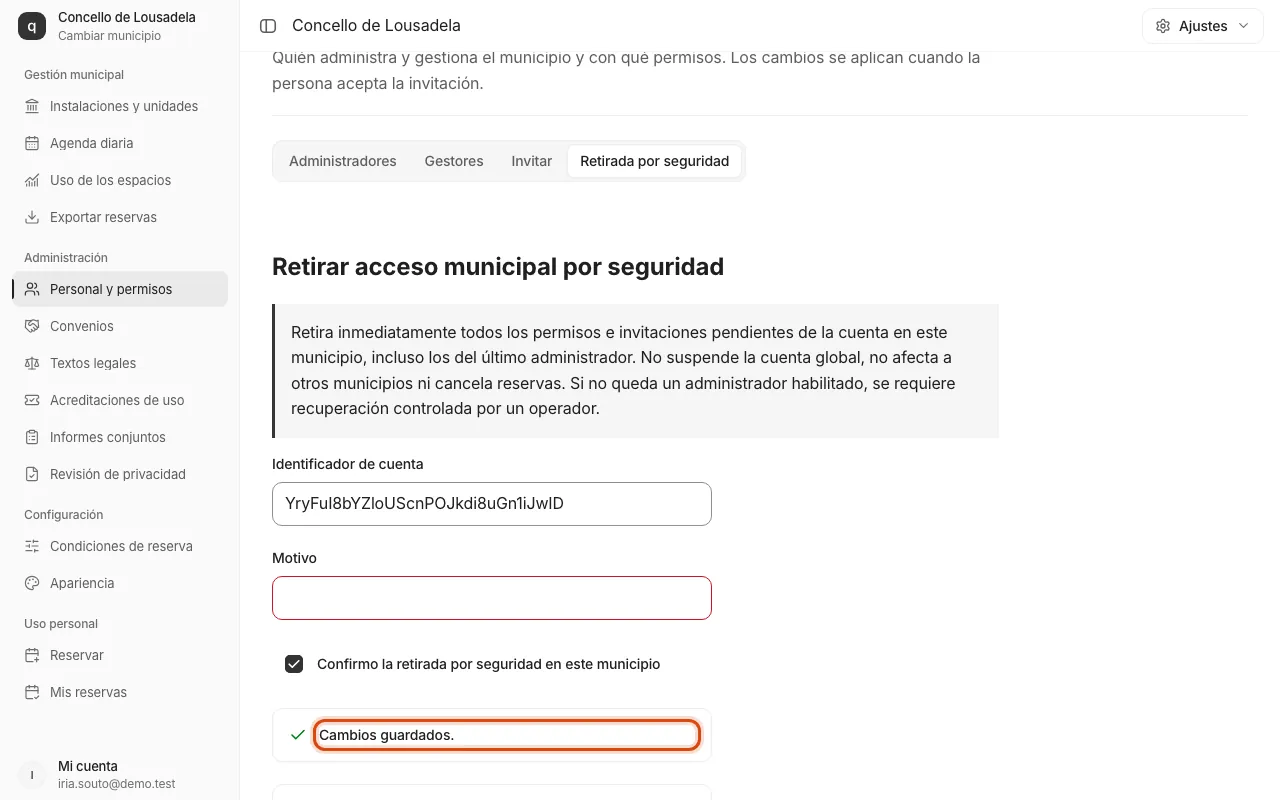 q
Concello de Lousadela
Cambiar municipio
Gestión municipal
Instalaciones y unidades
Agenda diaria
Uso de los espacios
Exportar reservas
Administración
Personal y permisos
Convenios
Textos legales
Acreditaciones de uso
Informes conjuntos
Revisión de privacidad
Configuración
Condiciones de reserva
Apariencia
Uso personal
Reservar
Mis reservas
I
Mi cuenta
iria.souto@demo.test
Concello de Lousadela
Ajustes
Quién administra y gestiona el municipio y con qué permisos. Los cambios se aplican cuando la
persona acepta la invitación.
Administradores
Gestores
Invitar
Retirada por seguridad
Retirar acceso municipal por seguridad
Retira inmediatamente todos los permisos e invitaciones pendientes de la cuenta en este
municipio, incluso los del último administrador. No suspende la cuenta global, no afecta a
otros municipios ni cancela reservas. Si no queda un administrador habilitado, se requiere
recuperación controlada por un operador.
Identificador de cuenta
YryFuI8bYZloUScnPOJkdi8uGn1iJwID
Motivo
Confirmo la retirada por seguridad en este municipio
Cambios guardados.